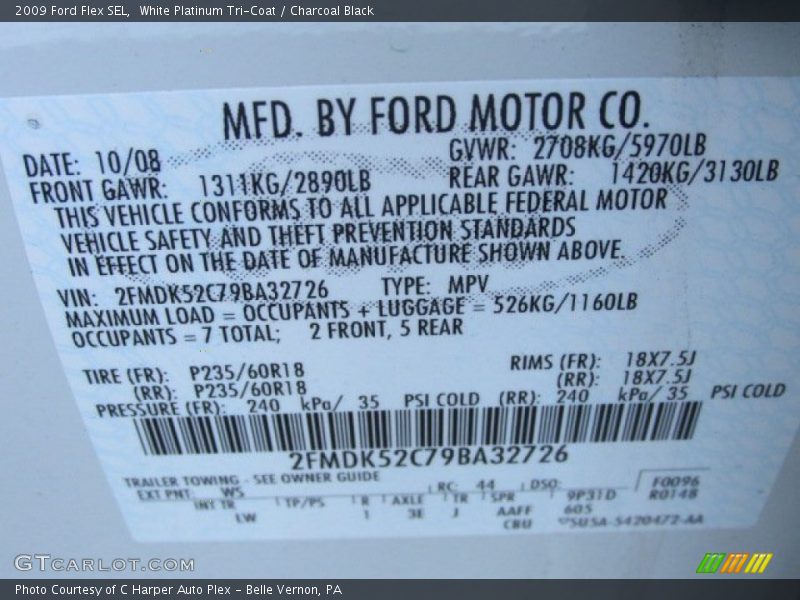 2009 Ford Flex SEL,  White Platinum Tri-Coat / Charcoal Black
MFD. BY FORD MOTOR CO.
DATE: 10/08 GVWR: 2708KG/5970LB
FRONT GAWR: 1311KG/2890LB REAR GAWR: 1420KG/3130LB
THIS VEHICLE CONFORMS TO ALL APPLICABLE FEDERAL MOTOR
VEHICLE SAFETY AND THEFT PREVENTION STANDARDS
IN EFFECT ON THE DATE OF MANUFACTURE SHOWN ABOVE.
VIN: 2FMDK52C79BA32726 TYPE: MPV
MAXIMUM LOAD = OCCUPANTS + LUGGAGE = 526KG/1160LB
OCCUPANTS = 7 TOTAL; 2 FRONT, 5 REAR
TIRE (FR): P235/60R18 RIMS (FR): 18X7.5J
(RR): P235/60R18 (RR): 18X7.5J
PRESSURE (FR): 240 kPa/ 35 PSI COLD (RR): 240 kPa/ 35 PSI COLD
2FMDK52C79BA32726
TRAILER TOWING - SEE OWNER GUIDE
RC: 44 DSO: F0096
EXT PNT: WS 9P31D R0148
INT TR TP/PS R AXLE TR SPR
LW 1 3E J AAFF 605
CBU 5U5A-5420472-AA
GTCARLOT.COM
Photo Courtesy of C Harper Auto Plex - Belle Vernon, PA